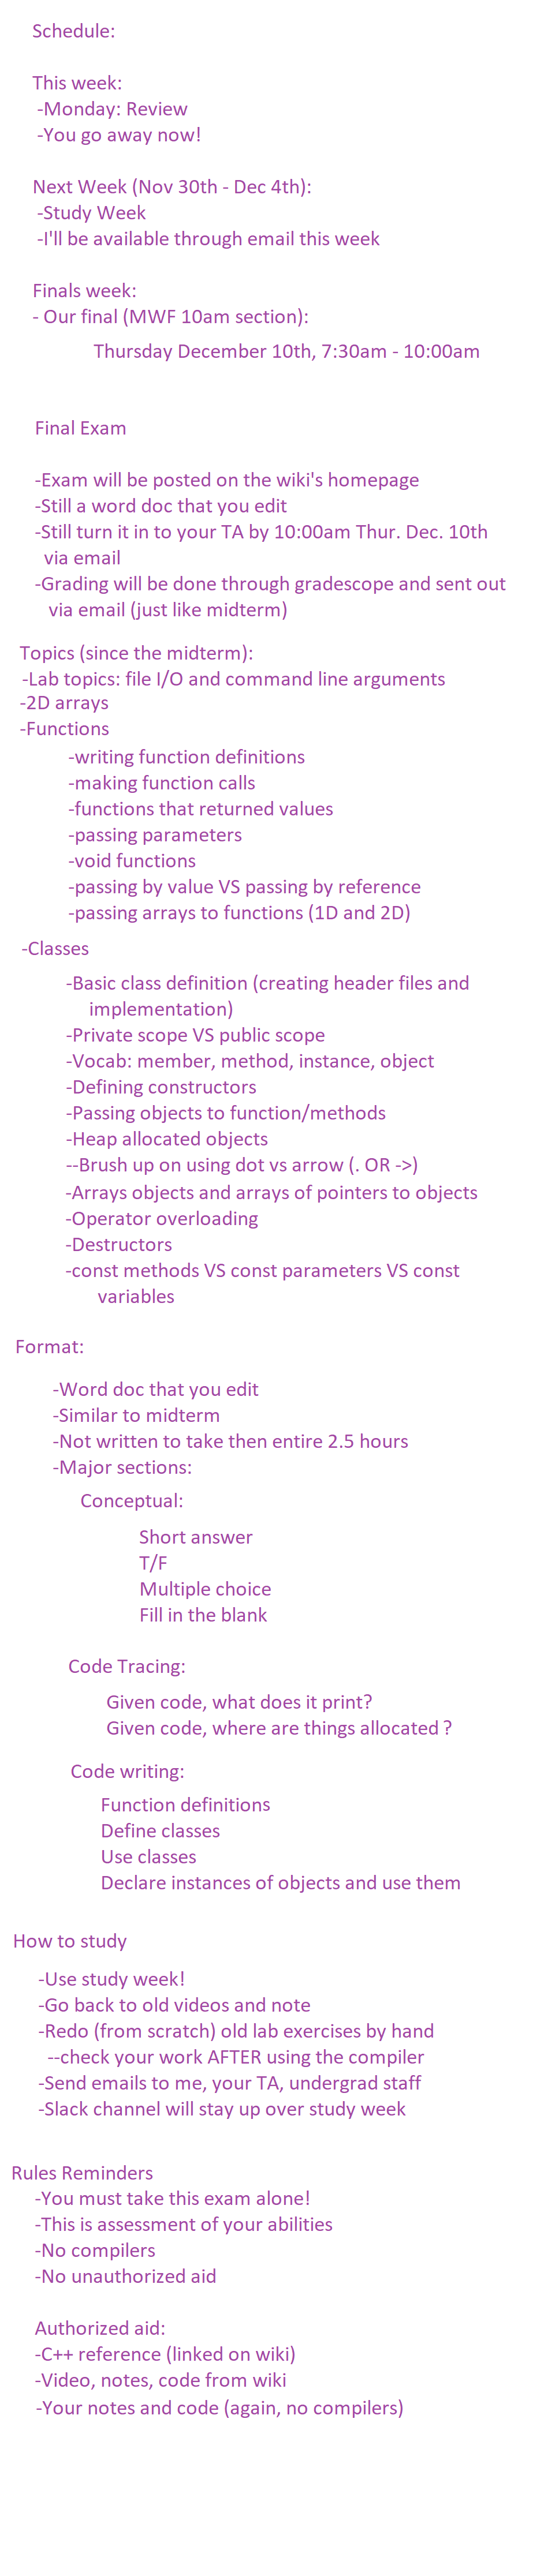 Schedule:
This week:
-Monday: Review
-You go away now!
Next Week (Nov 30th - Dec 4th):
-Study Week
-I'll be available through email this week
Finals week:
- Our final (MWF 10am section):
Thursday December 10th, 7:30am - 10:00am
Final Exam
-Exam will be posted on the wiki's homepage
-Still a word doc that you edit
-Still turn it in to your TA by 10:00am Thur. Dec. 10th
via email
-Grading will be done through gradescope and sent out
via email (just like midterm)
Topics (since the midterm):
-Lab topics: file I/O and command line arguments
-2D arrays
-Functions
-writing function definitions
-making function calls
-functions that returned values
-passing parameters
-void functions
-passing by value VS passing by reference
-passing arrays to functions (1D and 2D)
-Classes
-Basic class definition (creating header files and
implementation)
-Private scope VS public scope
-Vocab: member, method, instance, object
-Defining constructors
-Passing objects to function/methods
-Heap allocated objects
--Brush up on using dot vs arrow (. OR ->)
-Arrays objects and arrays of pointers to objects
-Operator overloading
-Destructors
-const methods VS const parameters VS const
variables
Format:
-Word doc that you edit
-Similar to midterm
-Not written to take then entire 2.5 hours
-Major sections:
Conceptual:
Short answer
T/F
Multiple choice
Fill in the blank
Code Tracing:
Given code, what does it print?
Given code, where are things allocated ?
Code writing:
Function definitions
Define classes
Use classes
Declare instances of objects and use them
How to study
-Use study week!
-Go back to old videos and note
-Redo (from scratch) old lab exercises by hand
--check your work AFTER using the compiler
-Send emails to me, your TA, undergrad staff
-Slack channel will stay up over study week
Rules Reminders
-You must take this exam alone!
-This is assessment of your abilities
-No compilers
-No unauthorized aid
Authorized aid:
-C++ reference (linked on wiki)
-Video, notes, code from wiki
-Your notes and code (again, no compilers)